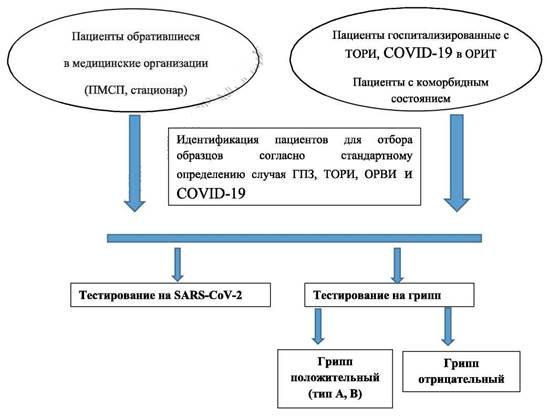 Пациенты обратившиеся
в медицинские организации
(ПМСП, стационар)
Пациенты госпитализированные с
ТОРИ, COVID-19 в ОРИТ
Пациенты с коморбидным
состоянием
Идентификация пациентов для отбора
образцов согласно стандартному
определению случая ГПЗ, ТОРИ, ОРВИ И
COVID-19
Тестирование на SARS-CoV-2
Тестирование на грипп
Грипп
положительный
(тип А, В)
Грипп
отрицательный